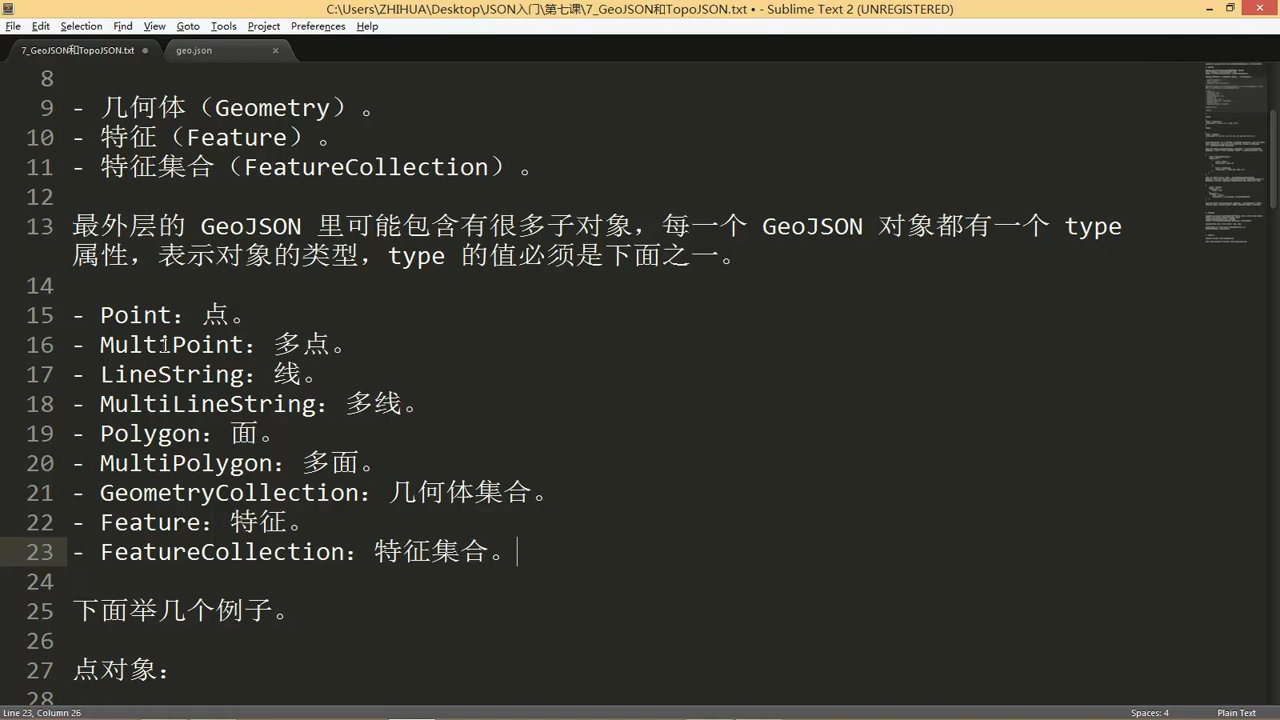 C:\Users\ZHIHUA\Desktop\JSON入门\第七课\7_GeoJSON和TopoJSON.txt • - Sublime Text 2 (UNREGISTERED)
File Edit Selection Find View Goto Tools Project Preferences Help
7_GeoJSON和TopoJSON.txt geo.json
8
9 - 几何体（Geometry）。
10 - 特征（Feature）。
11 - 特征集合（FeatureCollection）。
12
13 最外层的 GeoJSON 里可能包含有很多子对象，每一个 GeoJSON 对象都有一个 type
属性，表示对象的类型，type 的值必须是下面之一。
14
15 - Point：点。
16 - MultiPoint：多点。
17 - LineString：线。
18 - MultiLineString：多线。
19 - Polygon：面。
20 - MultiPolygon：多面。
21 - GeometryCollection：几何体集合。
22 - Feature：特征。
23 - FeatureCollection：特征集合。
24
25 下面举几个例子。
26
27 点对象：
28
Line 23, Column 26 Spaces: 4 Plain Text